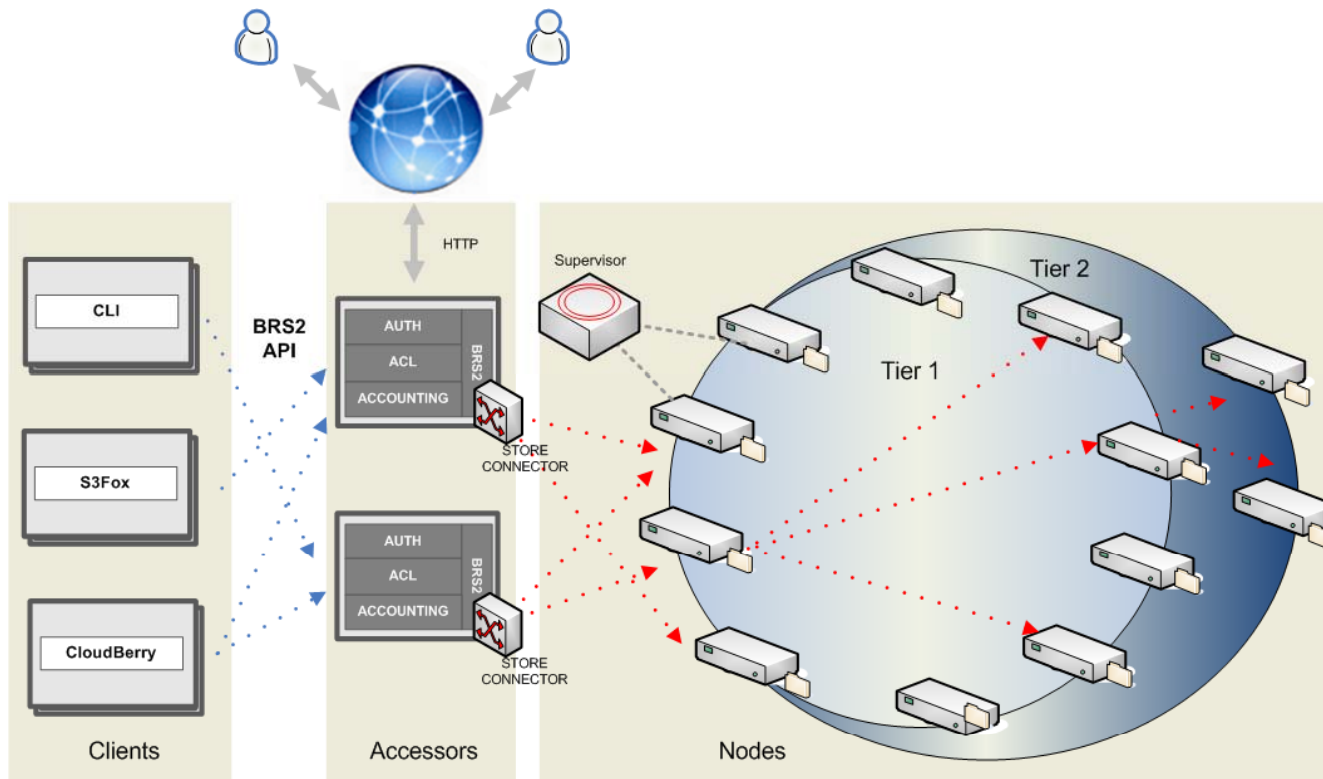 HTTP
Supervisor
Tier 2
Tier 1
CLI
S3Fox
CloudBerry
BRS2
API
AUTH
ACL
ACCOUNTING
BRS2
STORE
CONNECTOR
AUTH
ACL
ACCOUNTING
BRS2
STORE
CONNECTOR
Clients
Accessors
Nodes